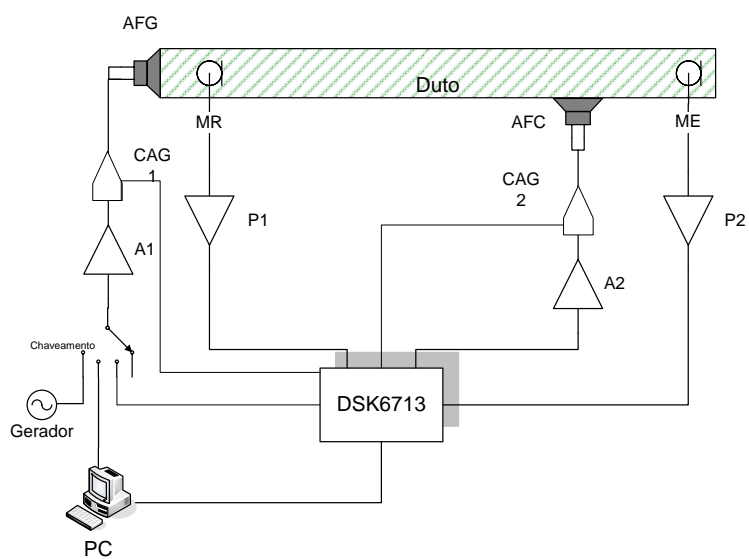 AFG
Duto
MR
AFC
ME
CAG
1
CAG
2
P1
P2
A1
A2
Chaveamento
DSK6713
Gerador
PC